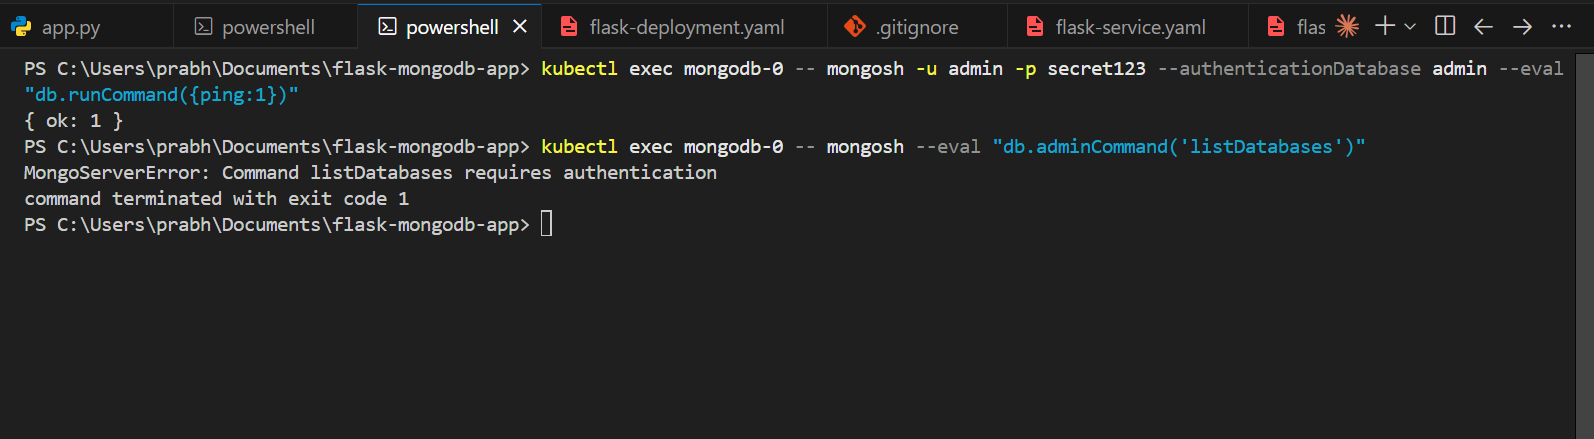 app.py powershell powershell flask-deployment.yaml .gitignore flask-service.yaml flas
PS C:\Users\prabh\Documents\flask-mongodb-app> kubectl exec mongodb-0 -- mongosh -u admin -p secret123 --authenticationDatabase admin --eval
"db.runCommand({ping:1})"
{ ok: 1 }
PS C:\Users\prabh\Documents\flask-mongodb-app> kubectl exec mongodb-0 -- mongosh --eval "db.adminCommand('listDatabases')"
MongoServerError: Command listDatabases requires authentication
command terminated with exit code 1
PS C:\Users\prabh\Documents\flask-mongodb-app>